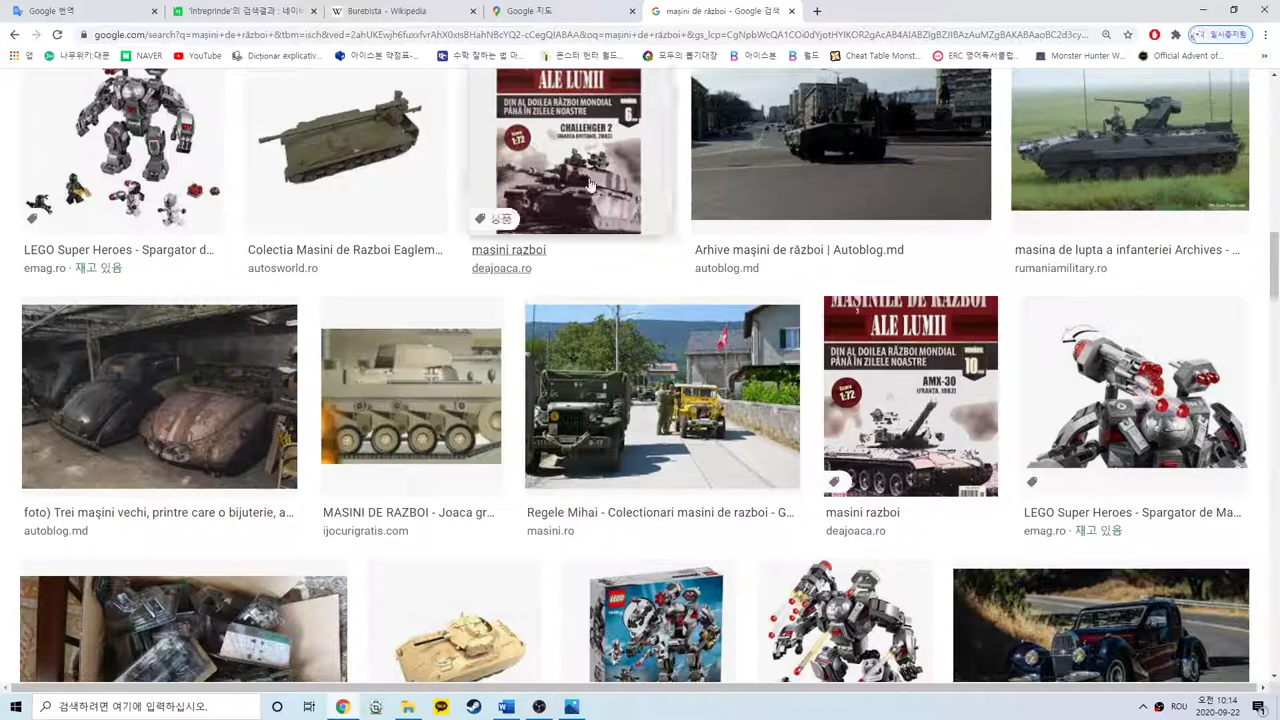 Google 번역
'intreprinde'의 검색결과 : 네이버
Burebista - Wikipedia
Google 지도
mașini de război - Google 검색
일시중지됨
앱
나무위키:대문
NAVER
YouTube
Dicționar explicativ...
아이스본 약점표-...
수학 잘하는 법 마...
몬스터 헌터 월드...
모두의 뽑기대장
아이스본
월드
Cheat Table Monst...
ERC 영어독서클럽...
Monster Hunter W...
Official Advent of...
ALE LUMII
DIN AL DOILEA RĂZBOI MONDIAL
PÂNĂ ÎN ZILELE NOASTRE
6
CHALLENGER 2
1:72
상품
LEGO Super Heroes - Spargator d...
emag.ro · 재고 있음
Colectia Masini de Razboi Eaglem...
autosworld.ro
masini razboi
deajoaca.ro
Arhive mașini de război | Autoblog.md
autoblog.md
masina de lupta a infanteriei Archives - ...
rumaniamilitary.ro
MAȘINILE DE RĂZBOI
ALE LUMII
DIN AL DOILEA RĂZBOI MONDIAL
PÂNĂ ÎN ZILELE NOASTRE
10
AMX-30
(FRANȚA, 1982)
Scara
1:72
foto) Trei mașini vechi, printre care o bijuterie, a...
autoblog.md
MASINI DE RAZBOI - Joaca gr...
ijocurigratis.com
Regele Mihai - Colectionari masini de razboi - G...
masini.ro
masini razboi
deajoaca.ro
LEGO Super Heroes - Spargator de Ma...
emag.ro · 재고 있음
LEGO
검색하려면 여기에 입력하십시오.
ROU
오전 10:14
2020-09-22